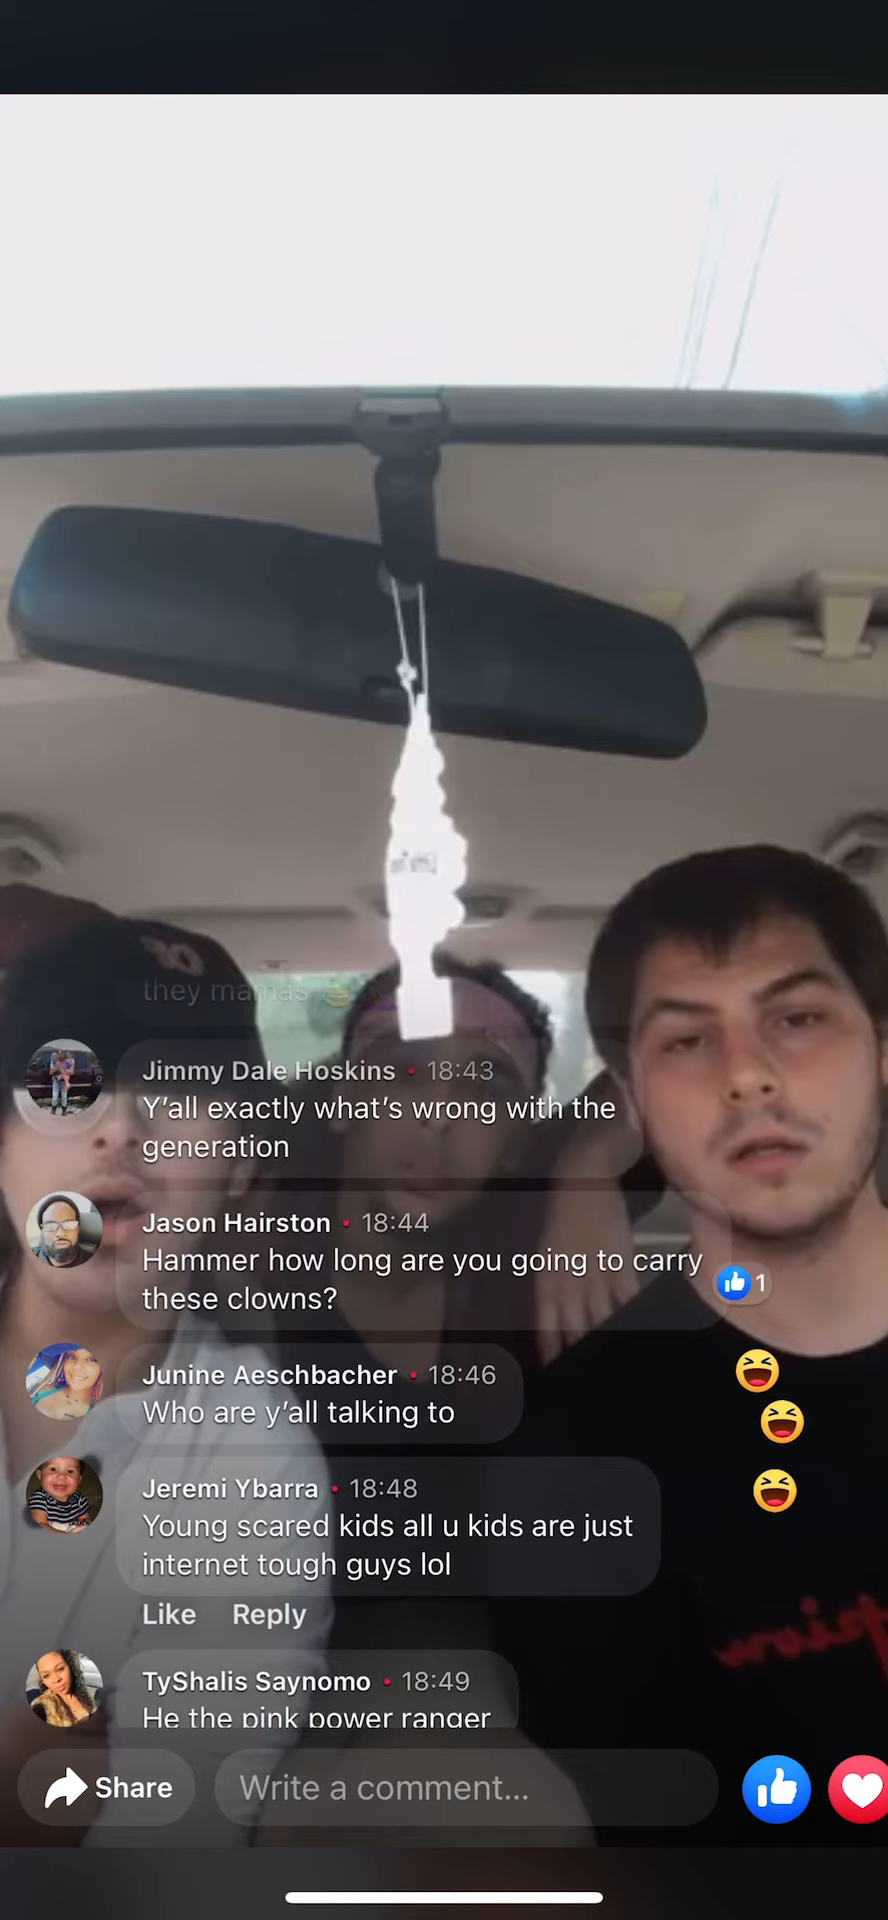 they mamas
Jimmy Dale Hoskins • 18:43
Y’all exactly what’s wrong with the
generation
Jason Hairston • 18:44
Hammer how long are you going to carry
these clowns?
1
Junine Aeschbacher • 18:46
Who are y’all talking to
Jeremi Ybarra • 18:48
Young scared kids all u kids are just
internet tough guys lol
Like Reply
TyShalis Saynomo • 18:49
He the pink power ranger
Share
Write a comment...